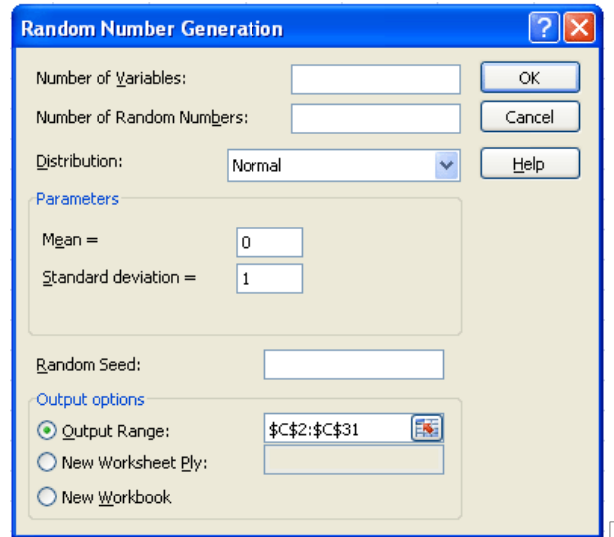 Random Number Generation
Number of Variables:
OK
Number of Random Numbers:
Cancel
Distribution:
Normal
Help
Parameters
Mean =
0
Standard deviation =
1
Random Seed:
Output options
Output Range:
$C$2:$C$31
New Worksheet Ply:
New Workbook